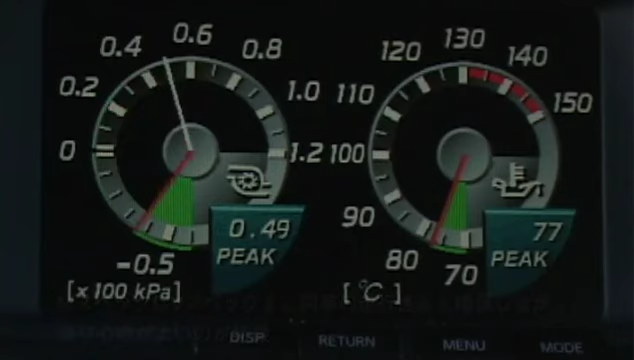 0.4 0.6 0.8
0.2 1.0
0 1.2
-0.5
[x 100 kPa]
0.49
PEAK
120 130 140
110 150
100
90
80 70
[℃]
77
PEAK
DISP RETURN MENU MODE